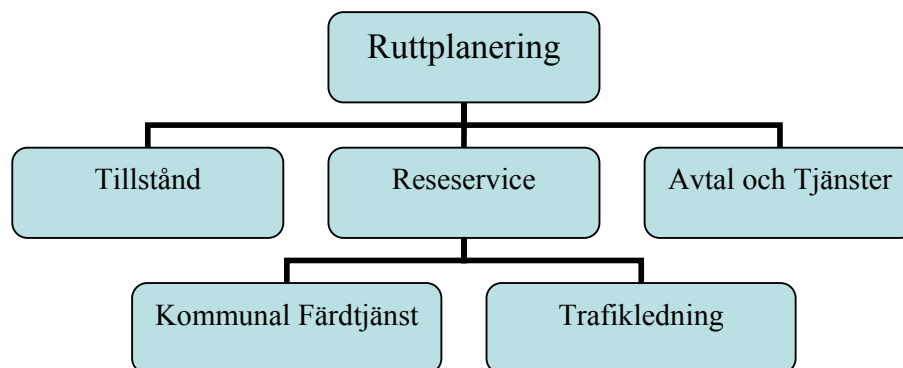 Ruttplanering
Tillstånd
Reseservice
Avtal och Tjänster
Kommunal Färdtjänst
Trafikledning